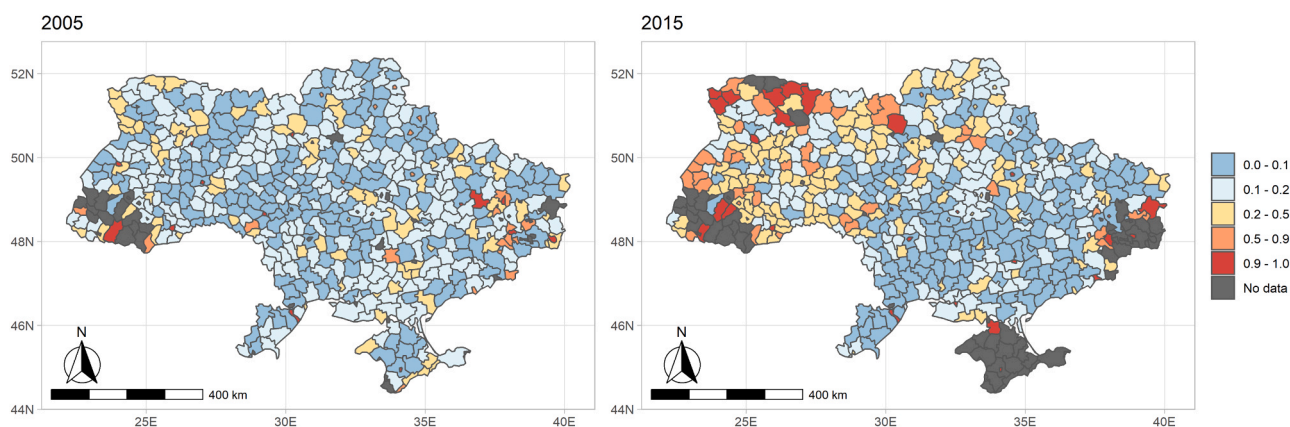 2005
52N
50N
48N
46N
44N
N
400 km
25E
30E
35E
40E
2015
52N
50N
48N
46N
44N
N
400 km
25E
30E
35E
40E
0.0 - 0.1
0.1 - 0.2
0.2 - 0.5
0.5 - 0.9
0.9 - 1.0
No data